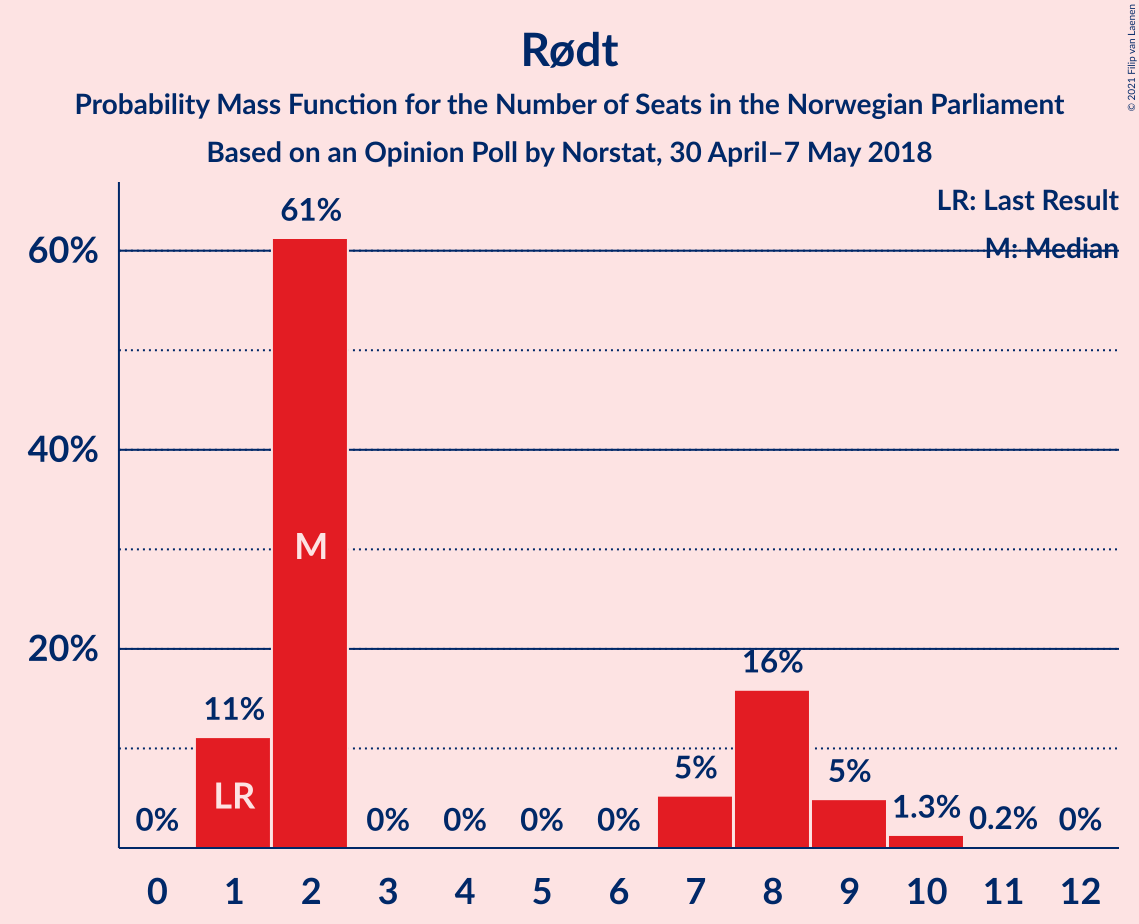 © 2021 Filip van Laenen
Rødt
Probability Mass Function for the Number of Seats in the Norwegian Parliament
Based on an Opinion Poll by Norstat, 30 April–7 May 2018
LR: Last Result
M: Median
60%
40%
20%
0%
11%
61%
0%
0%
0%
0%
5%
16%
5%
1.3%
0.2%
0%
LR
M
0 1 2 3 4 5 6 7 8 9 10 11 12